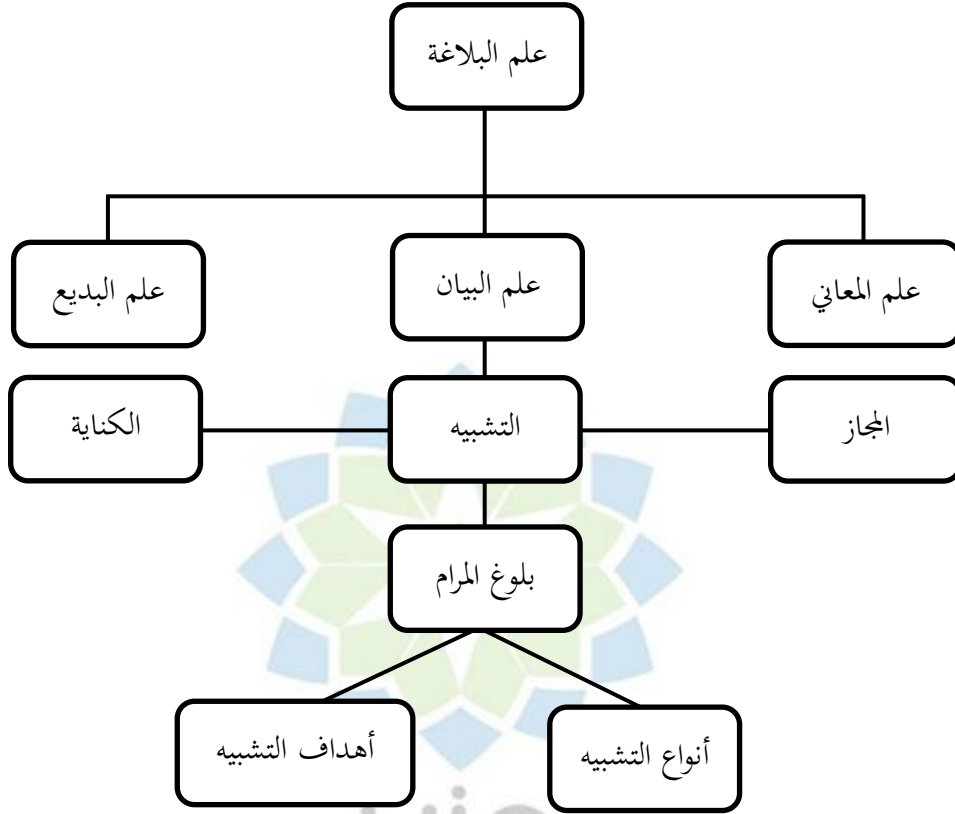 علم البلاغة
علم المعاني
علم البيان
علم البديع
المجاز
التشبيه
الكناية
بلوغ المرام
أنواع التشبيه
أهداف التشبيه